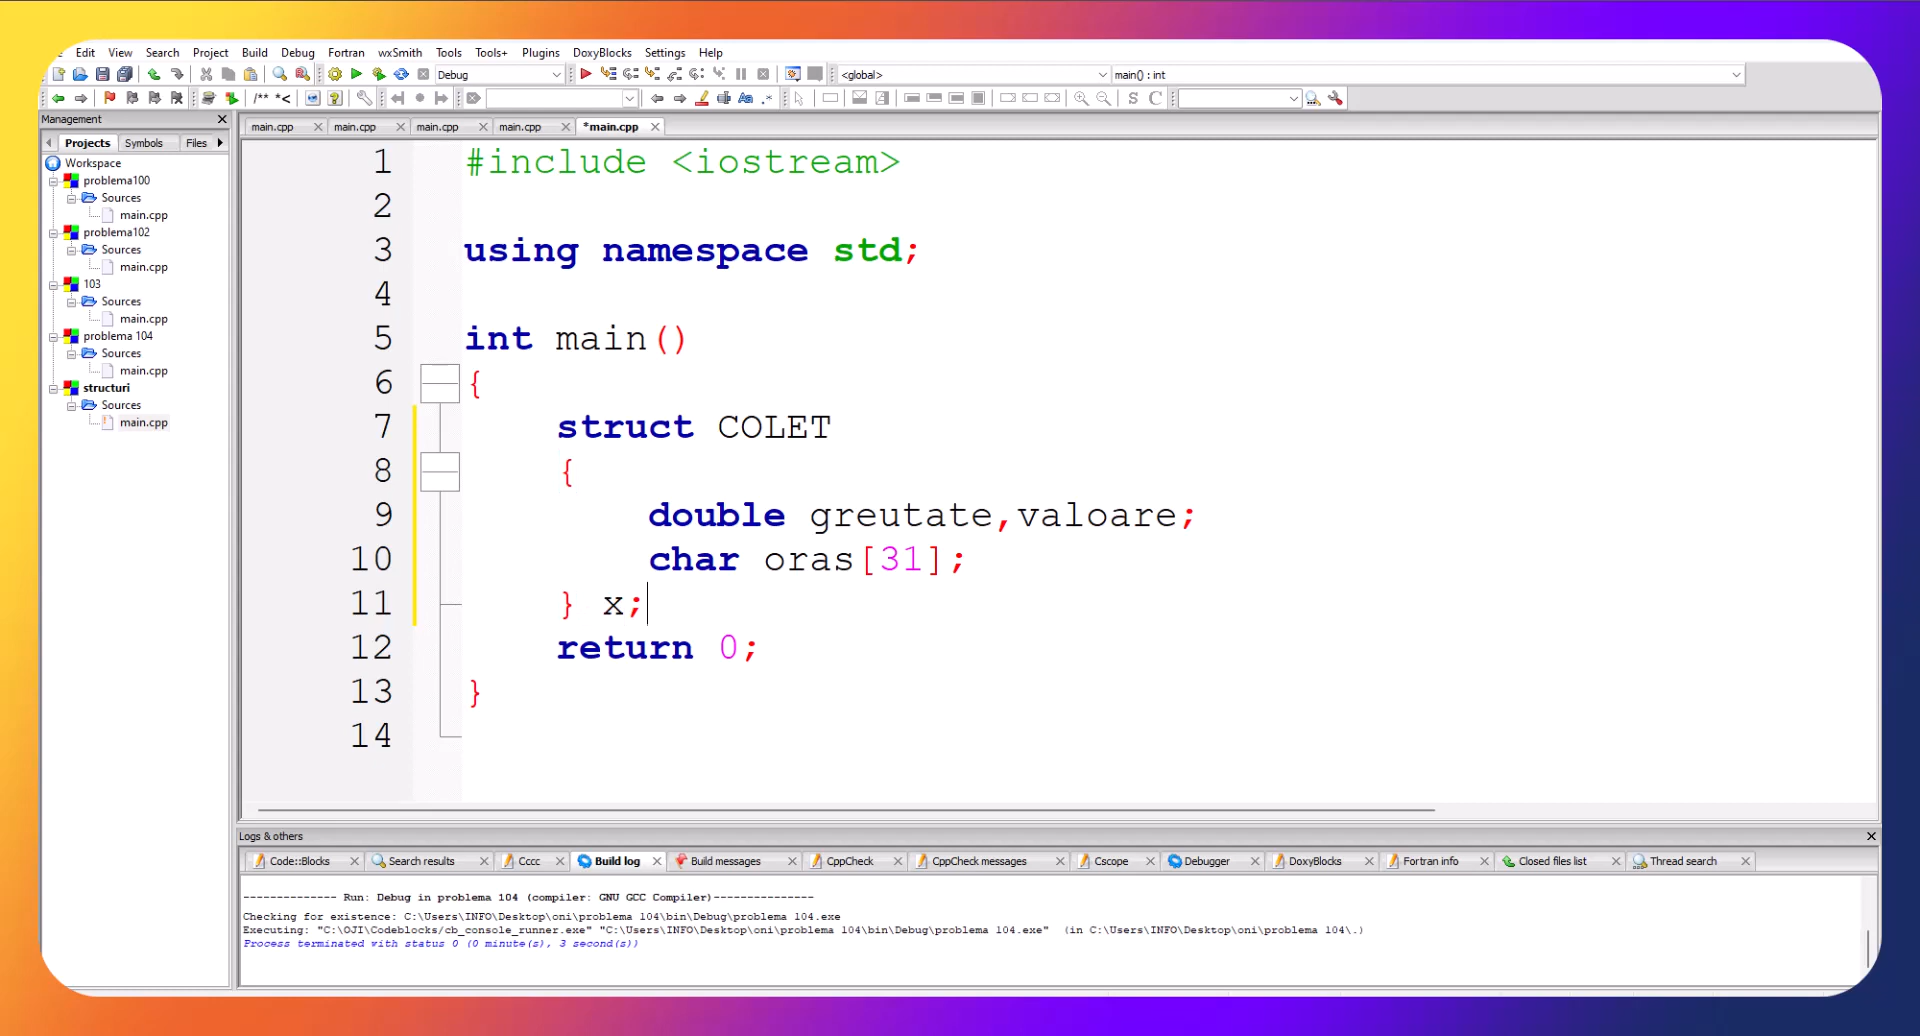 Edit View Search Project Build Debug Fortran wxSmith Tools Tools+ Plugins DoxyBlocks Settings Help
Debug <global> main() : int
/** *< Aa .* S C
Management
Projects Symbols Files
main.cpp main.cpp main.cpp main.cpp *main.cpp
Workspace
problema100
Sources
main.cpp
problema102
Sources
main.cpp
103
Sources
main.cpp
problema 104
Sources
main.cpp
structuri
Sources
main.cpp
1 #include <iostream>
2
3 using namespace std;
4
5 int main()
6 {
7 struct COLET
8 {
9 double greutate,valoare;
10 char oras[31];
11 } x;
12 return 0;
13 }
14
Logs & others
Code::Blocks Search results Cccc Build log Build messages CppCheck CppCheck messages Cscope Debugger DoxyBlocks Fortran info Closed files list Thread search
-------------- Run: Debug in problema 104 (compiler: GNU GCC Compiler)---------------
Checking for existence: C:\Users\INFO\Desktop\oni\problema 104\bin\Debug\problema 104.exe
Executing: "C:\OJI\Codeblocks/cb_console_runner.exe" "C:\Users\INFO\Desktop\oni\problema 104\bin\Debug\problema 104.exe" (in C:\Users\INFO\Desktop\oni\problema 104\.)
Process terminated with status 0 (0 minute(s), 3 second(s))